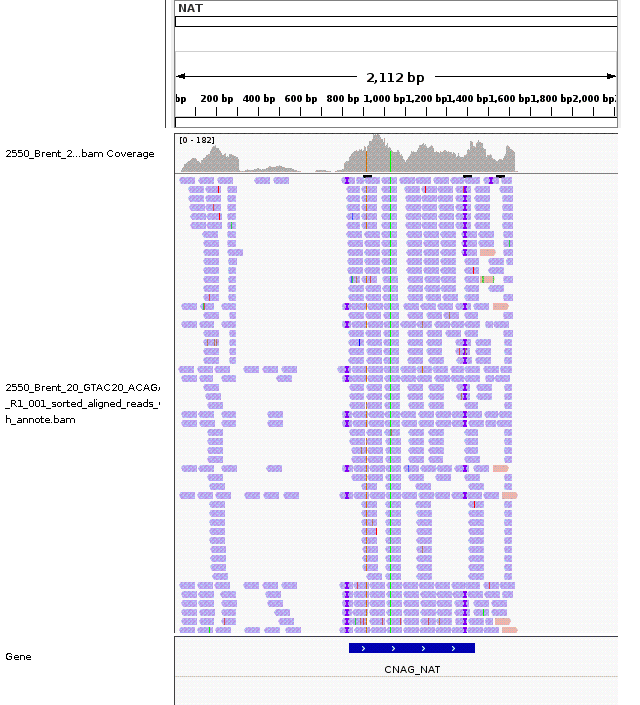 NAT
2,112 bp
bp 200 bp 400 bp 600 bp 800 bp 1,000 bp 1,200 bp 1,400 bp 1,600 bp 1,800 bp 2,000 bp
[0 - 182]
2550_Brent_2...bam Coverage
2550_Brent_20_GTAC20_ACAG
_R1_001_sorted_aligned_reads_
h_annote.bam
Gene
CNAG_NAT